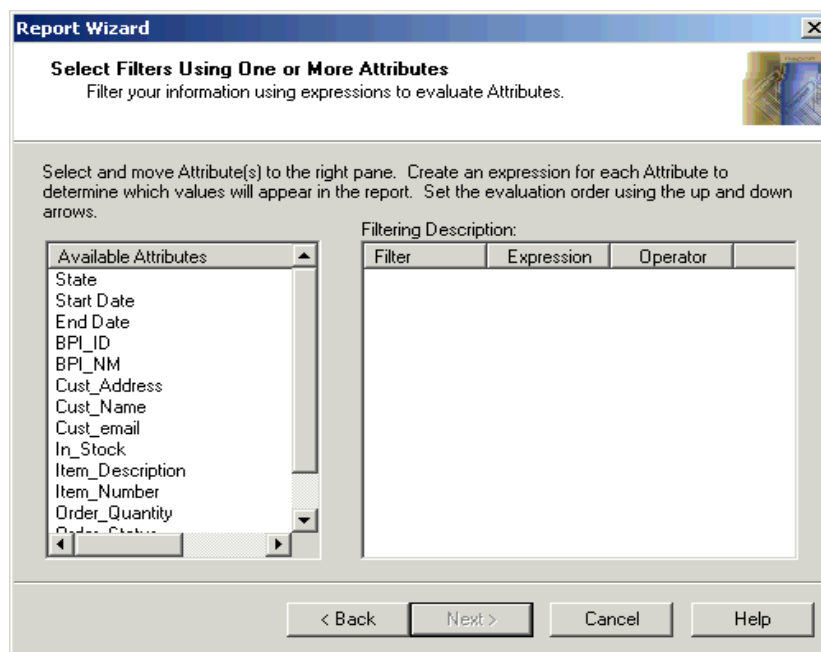 Report Wizard
Select Filters Using One or More Attributes
Filter your information using expressions to evaluate Attributes.
Select and move Attribute(s) to the right pane. Create an expression for each Attribute to
determine which values will appear in the report. Set the evaluation order using the up and down
arrows.
Filtering Description:
Available Attributes
Filter Expression Operator
State
Start Date
End Date
BPI_ID
BPI_NM
Cust_Address
Cust_Name
Cust_email
In_Stock
Item_Description
Item_Number
Order_Quantity
Order_Status
< Back Next > Cancel Help